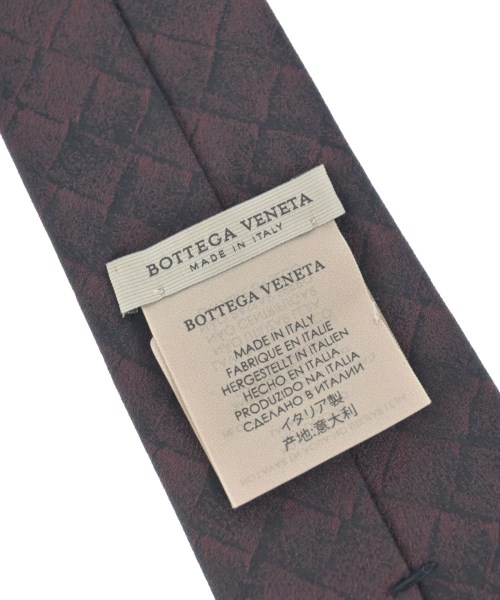 BOTTEGA VENETA
MADE IN ITALY
BOTTEGA VENETA
MADE IN ITALY
FABRIQUE EN ITALIE
HERGESTELLT IN ITALIEN
HECHO EN ITALIA
PRODUZIDO NA ITALIA
СДЕЛАНО В ИТАЛИИ
イタリア製
产地:意大利